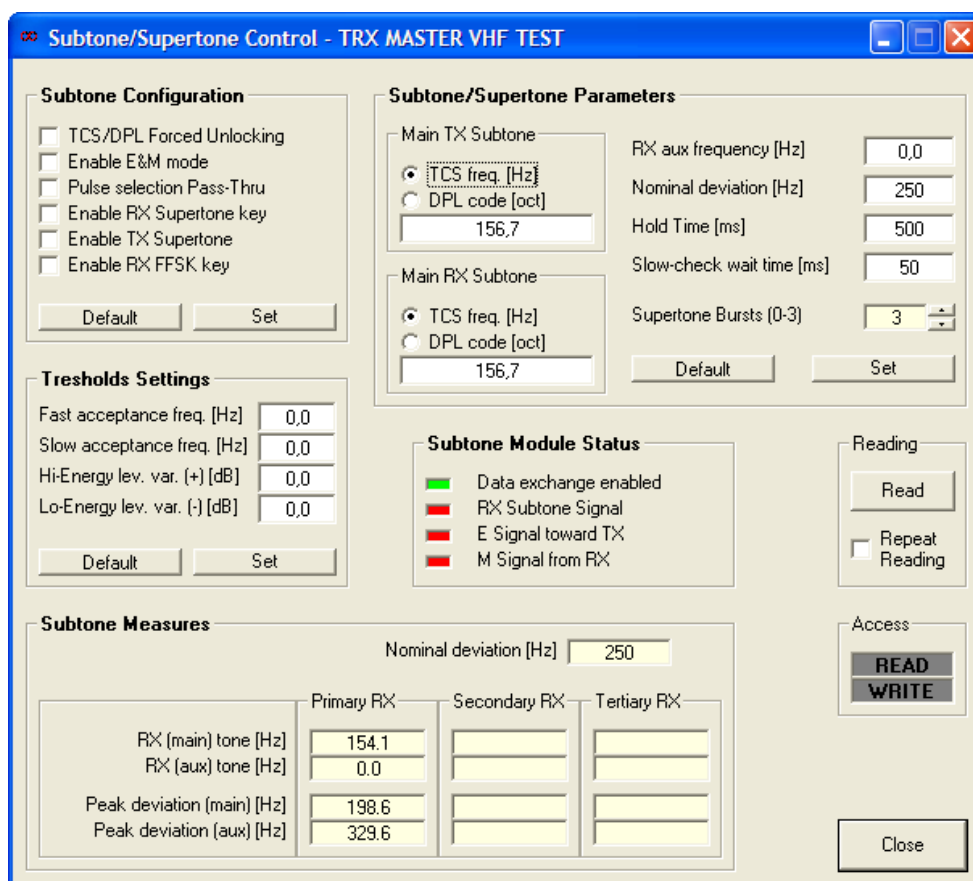 Subtone/Supertone Control - TRX MASTER VHF TEST
Subtone Configuration
TCS/DPL Forced Unlocking
Enable E&M mode
Pulse selection Pass-Thru
Enable RX Supertone key
Enable TX Supertone
Enable RX FFSK key
Default Set
Subtone/Supertone Parameters
Main TX Subtone
TCS freq. [Hz]
DPL code [oct]
156,7
Main RX Subtone
TCS freq. [Hz]
DPL code [oct]
156,7
RX aux frequency [Hz] 0,0
Nominal deviation [Hz] 250
Hold Time [ms] 500
Slow-check wait time [ms] 50
Supertone Bursts (0-3) 3
Default Set
Tresholds Settings
Fast acceptance freq. [Hz] 0,0
Slow acceptance freq. [Hz] 0,0
Hi-Energy lev. var. (+) [dB] 0,0
Lo-Energy lev. var. (-) [dB] 0,0
Default Set
Subtone Module Status
Data exchange enabled
RX Subtone Signal
E Signal toward TX
M Signal from RX
Reading
Read
Repeat
Reading
Subtone Measures
Nominal deviation [Hz] 250
Primary RX Secondary RX Tertiary RX
RX (main) tone [Hz] 154.1
RX (aux) tone [Hz] 0.0
Peak deviation (main) [Hz] 198.6
Peak deviation (aux) [Hz] 329.6
Access
READ
WRITE
Close